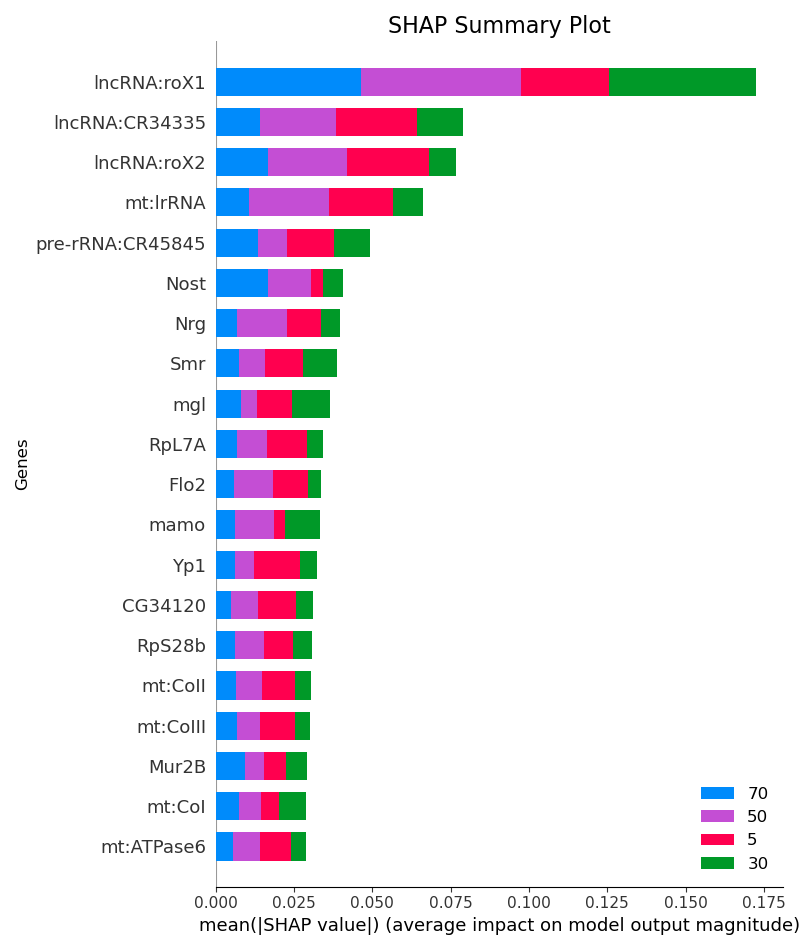 SHAP Summary Plot
lncRNA:roX1
lncRNA:CR34335
lncRNA:roX2
mt:lrRNA
pre-rRNA:CR45845
Nost
Nrg
Smr
mgl
RpL7A
Flo2
mamo
Yp1
CG34120
RpS28b
mt:CoII
mt:CoIII
Mur2B
mt:CoI
mt:ATPase6
Genes
70
50
5
30
0.000 0.025 0.050 0.075 0.100 0.125 0.150 0.175
mean(|SHAP value|) (average impact on model output magnitude)